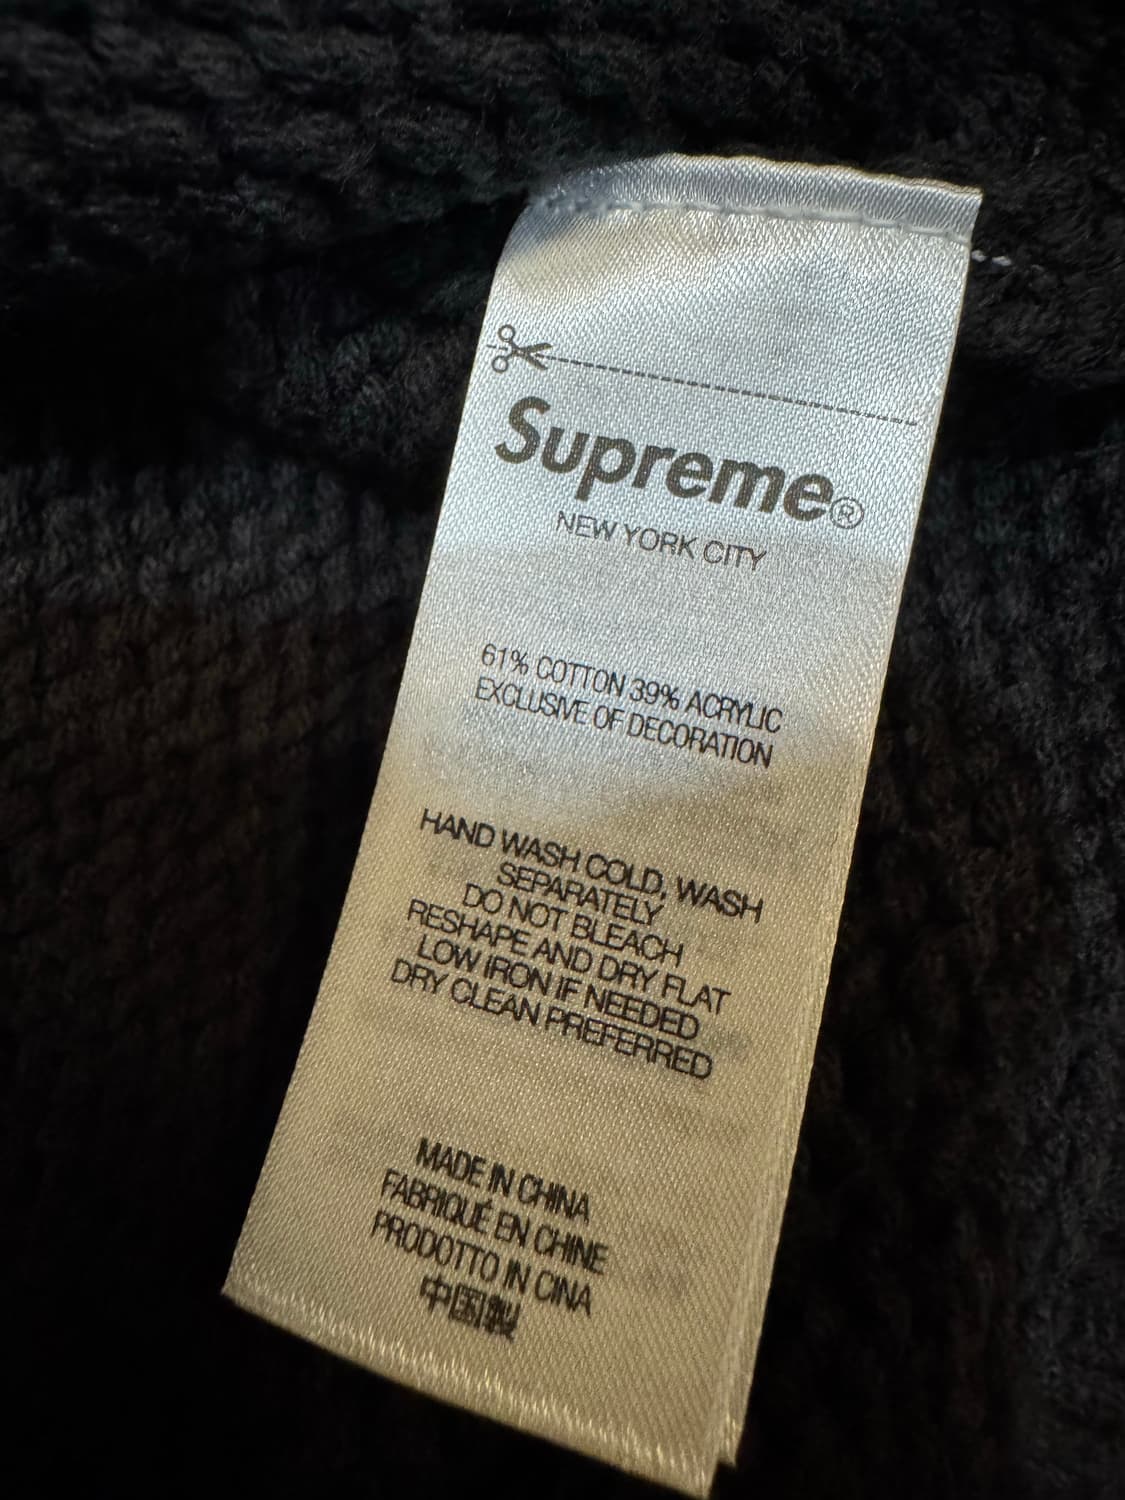 Supreme®
NEW YORK CITY
61% COTTON 39% ACRYLIC
EXCLUSIVE OF DECORATION
HAND WASH COLD, WASH
SEPARATELY
DO NOT BLEACH
RESHAPE AND DRY FLAT
LOW IRON IF NEEDED
DRY CLEAN PREFERRED
MADE IN CHINA
FABRIQUÉ EN CHINE
PRODOTTO IN CINA
中国製